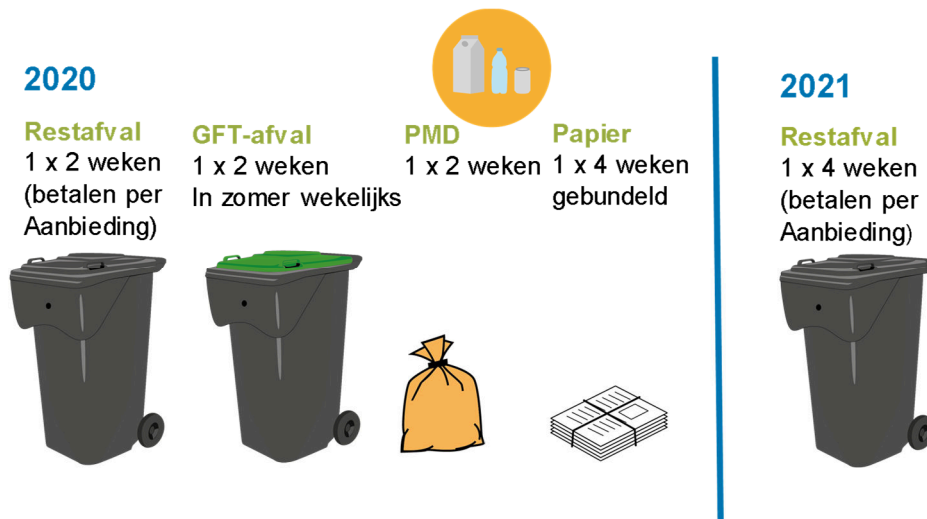 2020
Restafval
1 x 2 weken
(betalen per
Aanbieding)
GFT-afval
1 x 2 weken
In zomer wekelijks
PMD
1 x 2 weken
Papier
1 x 4 weken
gebundeld
2021
Restafval
1 x 4 weken
(betalen per
Aanbieding)